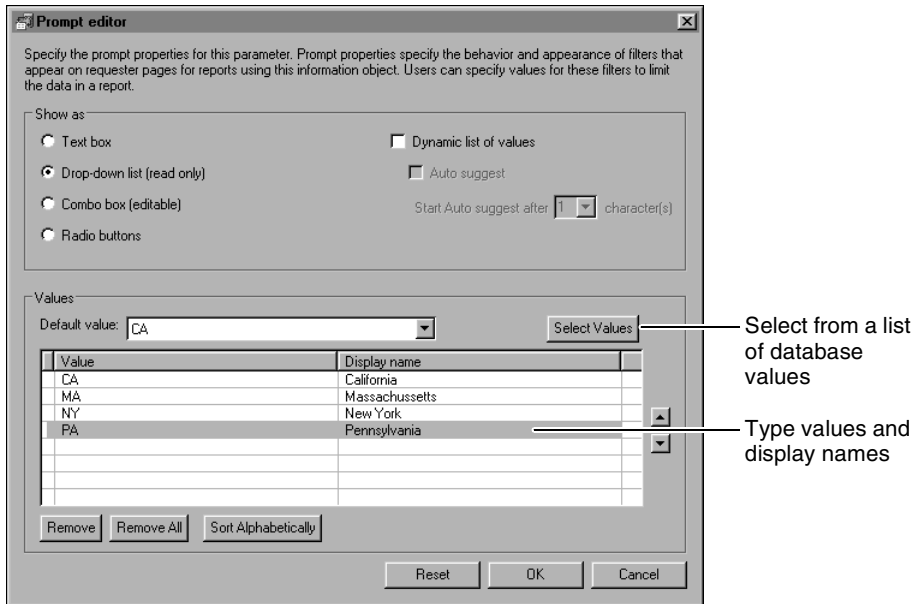 Prompt editor
Specify the prompt properties for this parameter. Prompt properties specify the behavior and appearance of filters that
appear on requester pages for reports using this information object. Users can specify values for these filters to limit
the data in a report.
Show as
Text box
Dynamic list of values
Drop-down list (read only)
Auto suggest
Combo box (editable)
Start Auto suggest after 1 character(s)
Radio buttons
Values
Default value: CA
Select Values
Select from a list
of database
values
Value Display name
CA California
MA Massachussetts
NY New York
PA Pennsylvania
Type values and
display names
Remove Remove All Sort Alphabetically
Reset OK Cancel